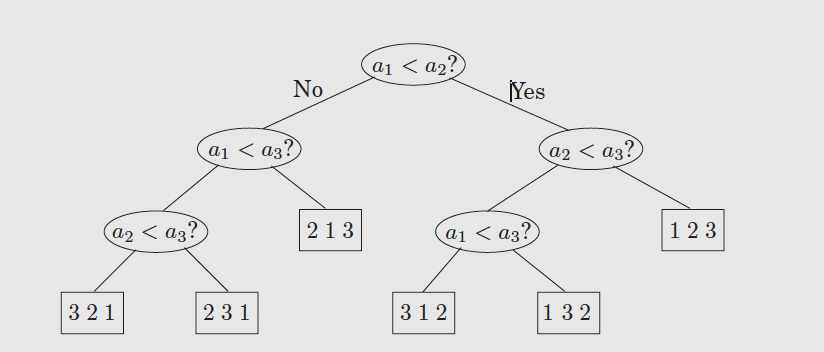 a₁ < a₂?
No
Yes
a₁ < a₃?
a₂ < a₃?
a₂ < a₃?
2 1 3
a₁ < a₃?
1 2 3
3 2 1
2 3 1
3 1 2
1 3 2